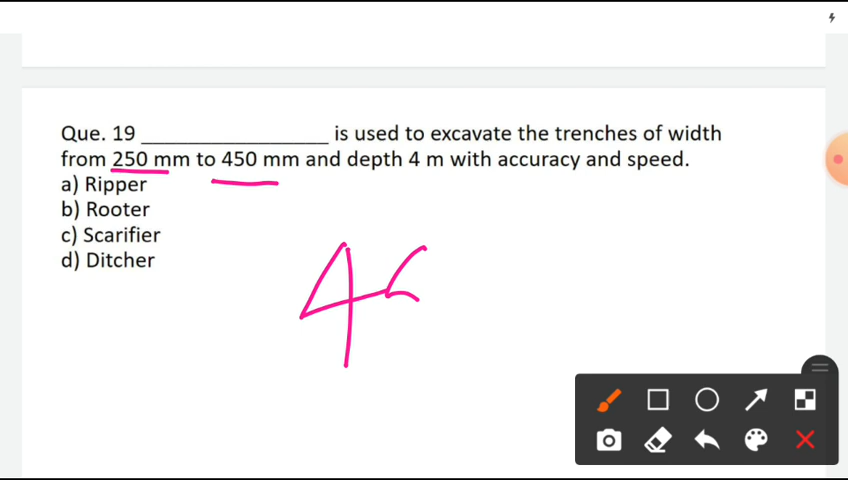 Que. 19 __________________ is used to excavate the trenches of width
from 250 mm to 450 mm and depth 4 m with accuracy and speed.
a) Ripper
b) Rooter
c) Scarifier
d) Ditcher